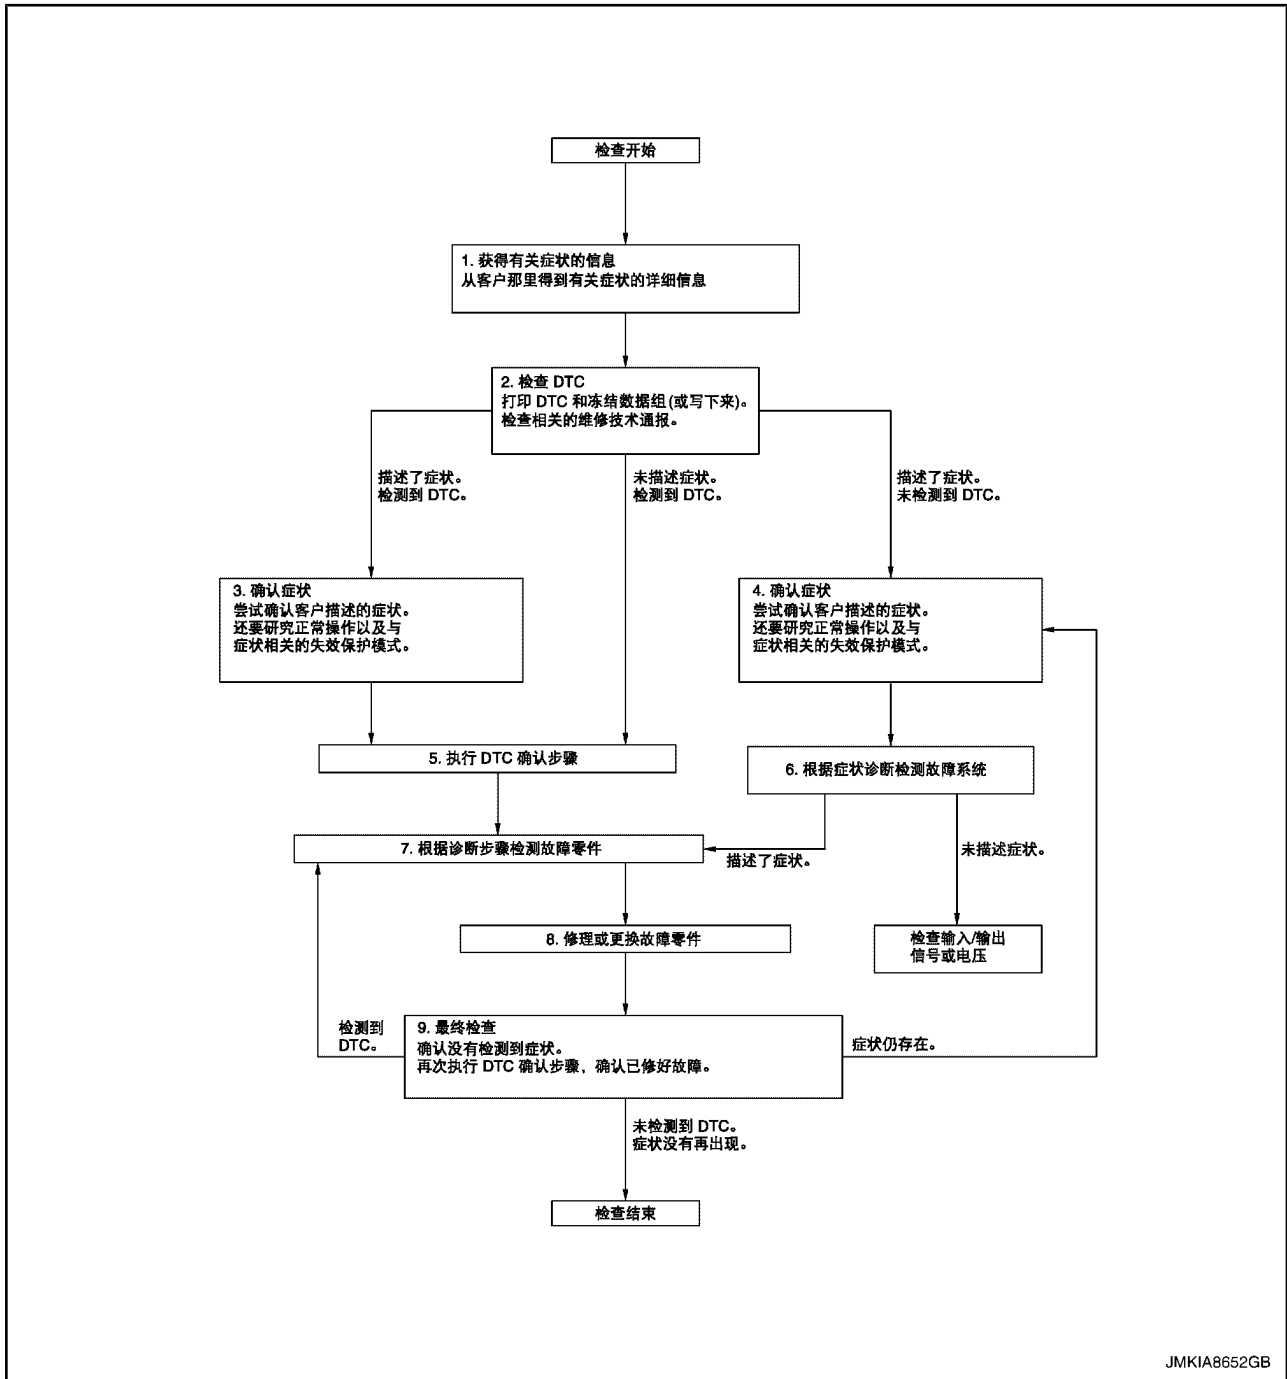 检查开始
1. 获得有关症状的信息
从客户那里得到有关症状的详细信息
2. 检查 DTC
打印 DTC 和冻结数据组(或写下来)。
检查相关的维修技术通报。
描述了症状。
检测到 DTC。
未描述症状。
检测到 DTC。
描述了症状。
未检测到 DTC。
3. 确认症状
尝试确认客户描述的症状。
还要研究正常操作以及与
症状相关的失效保护模式。
4. 确认症状
尝试确认客户描述的症状。
还要研究正常操作以及与
症状相关的失效保护模式。
5. 执行 DTC 确认步骤
6. 根据症状诊断检测故障系统
7. 根据诊断步骤检测故障零件
描述了症状。
未描述症状。
8. 修理或更换故障零件
检查输入/输出
信号或电压
检测到
DTC。
9. 最终检查
确认没有检测到症状。
再次执行 DTC 确认步骤，确认已修好故障。
症状仍存在。
未检测到 DTC。
症状没有再出现。
检查结束
JMKIA8652GB